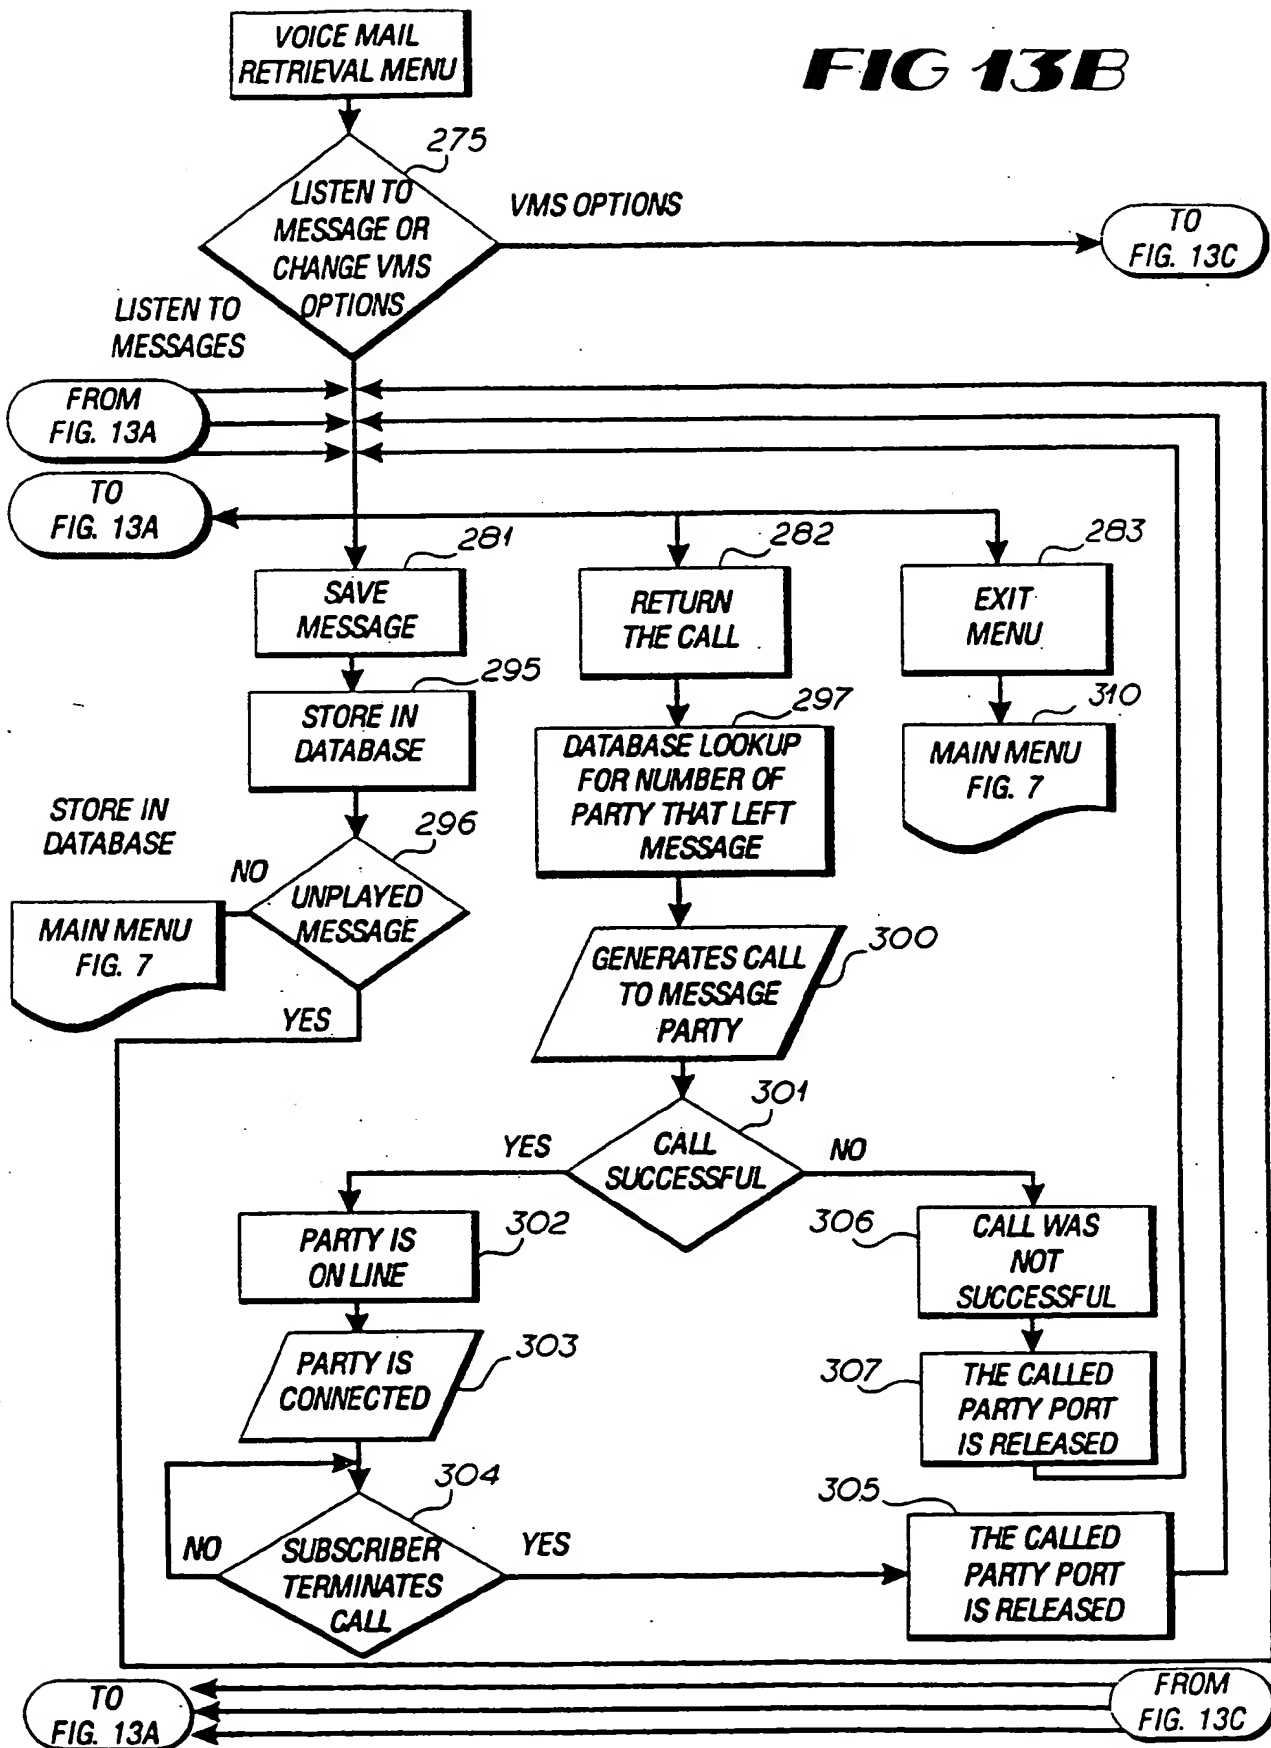 VOICE MAIL
RETRIEVAL MENU
FIG 13B
275
LISTEN TO
MESSAGE OR
CHANGE VMS
OPTIONS
VMS OPTIONS
TO
FIG. 13C
LISTEN TO
MESSAGES
FROM
FIG. 13A
TO
FIG. 13A
281
SAVE
MESSAGE
282
RETURN
THE CALL
283
EXIT
MENU
295
STORE IN
DATABASE
297
DATABASE LOOKUP
FOR NUMBER OF
PARTY THAT LEFT
MESSAGE
310
MAIN MENU
FIG. 7
STORE IN
DATABASE
296
NO
UNPLAYED
MESSAGE
MAIN MENU
FIG. 7
YES
300
GENERATES CALL
TO MESSAGE
PARTY
301
YES
CALL
SUCCESSFUL
NO
302
PARTY IS
ON LINE
306
CALL WAS
NOT
SUCCESSFUL
303
PARTY IS
CONNECTED
307
THE CALLED
PARTY PORT
IS RELEASED
304
NO
SUBSCRIBER
TERMINATES
CALL
YES
305
THE CALLED
PARTY PORT
IS RELEASED
TO
FIG. 13A
FROM
FIG. 13C